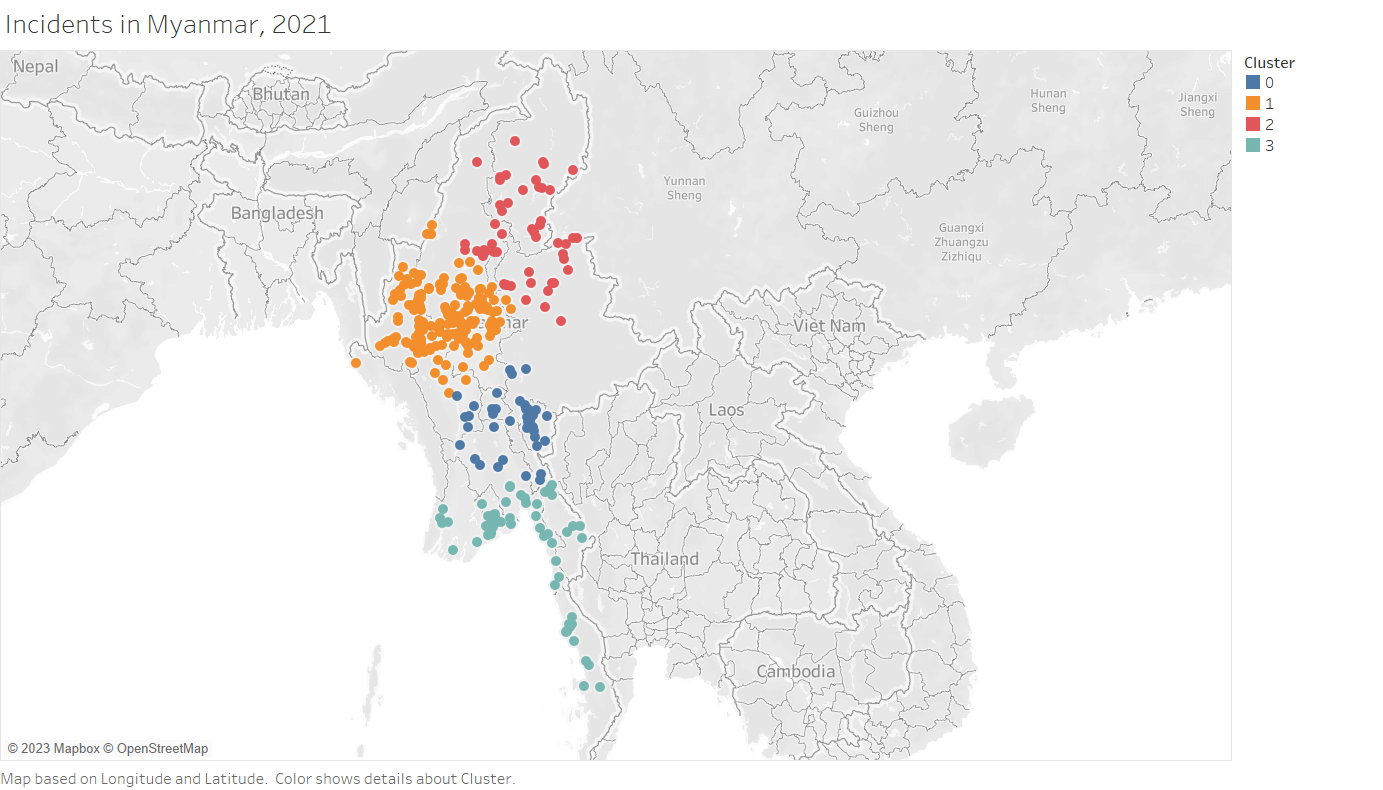 Incidents in Myanmar, 2021
Nepal
Bhutan
Bangladesh
Yunnan
Sheng
Guizhou
Sheng
Hunan
Sheng
Jiangxi
Sheng
Guangxi
Zhuangzu
Zizhiqu
Viet Nam
Laos
Thailand
Cambodia
© 2023 Mapbox © OpenStreetMap
Cluster
0
1
2
3
Map based on Longitude and Latitude. Color shows details about Cluster.